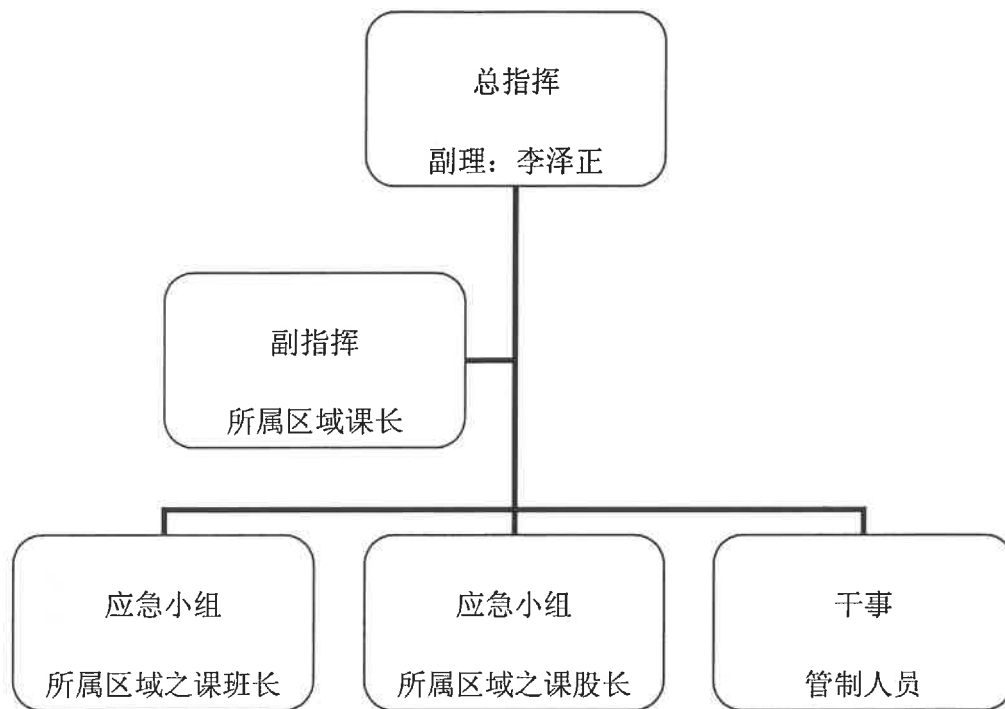 总指挥
副理：李泽正
副指挥
所属区域课长
应急小组
所属区域之课班长
应急小组
所属区域之课股长
干事
管制人员